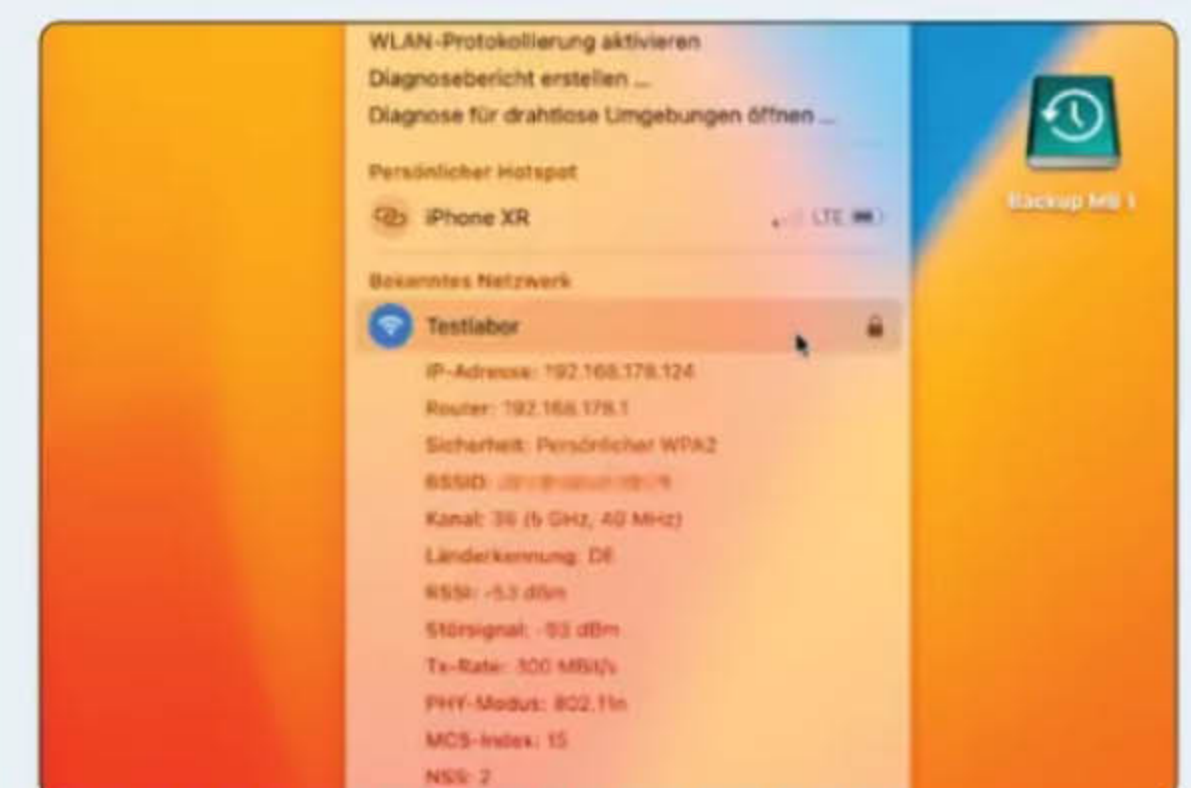 WLAN-Protokollierung aktivieren
Diagnosebericht erstellen ...
Diagnose für drahtlose Umgebungen öffnen ...
Persönlicher Hotspot
iPhone XR
LTE
Backup MB 1
Bekanntes Netzwerk
Testlabor
IP-Adresse: 192.168.178.124
Router: 192.168.178.1
Sicherheit: Persönlicher WPA2
BSSID:
Kanal: 36 (5 GHz, 40 MHz)
Länderkennung: DE
RSSI: -53 dBm
Störsignal: -93 dBm
Tx-Rate: 300 MBit/s
PHY-Modus: 802.11n
MCS-Index: 15
NSS: 2